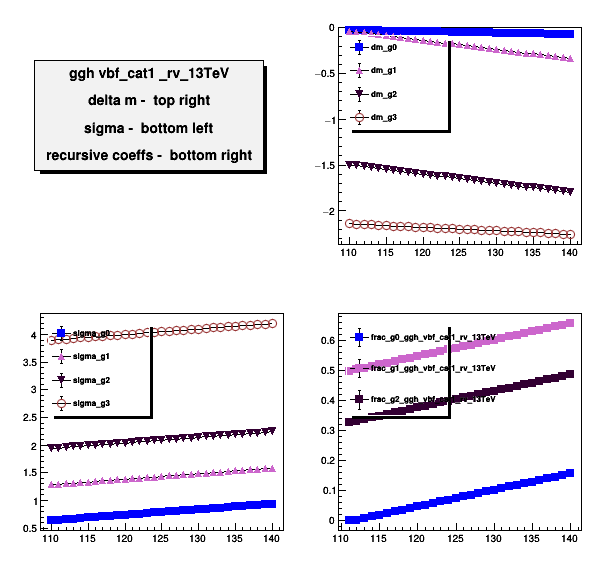 ggh vbf_cat1 _rv_13TeV
delta m - top right
sigma - bottom left
recursive coeffs - bottom right
0
−0.5
−1
−1.5
−2
dm_g0
dm_g1
dm_g2
dm_g3
110 115 120 125 130 135 140
4
3.5
3
2.5
2
1.5
1
0.5
sigma_g0
sigma_g1
sigma_g2
sigma_g3
110 115 120 125 130 135 140
0.6
0.5
0.4
0.3
0.2
0.1
0
frac_g0_ggh_vbf_cat1_rv_13TeV
frac_g1_ggh_vbf_cat1_rv_13TeV
frac_g2_ggh_vbf_cat1_rv_13TeV
110 115 120 125 130 135 140